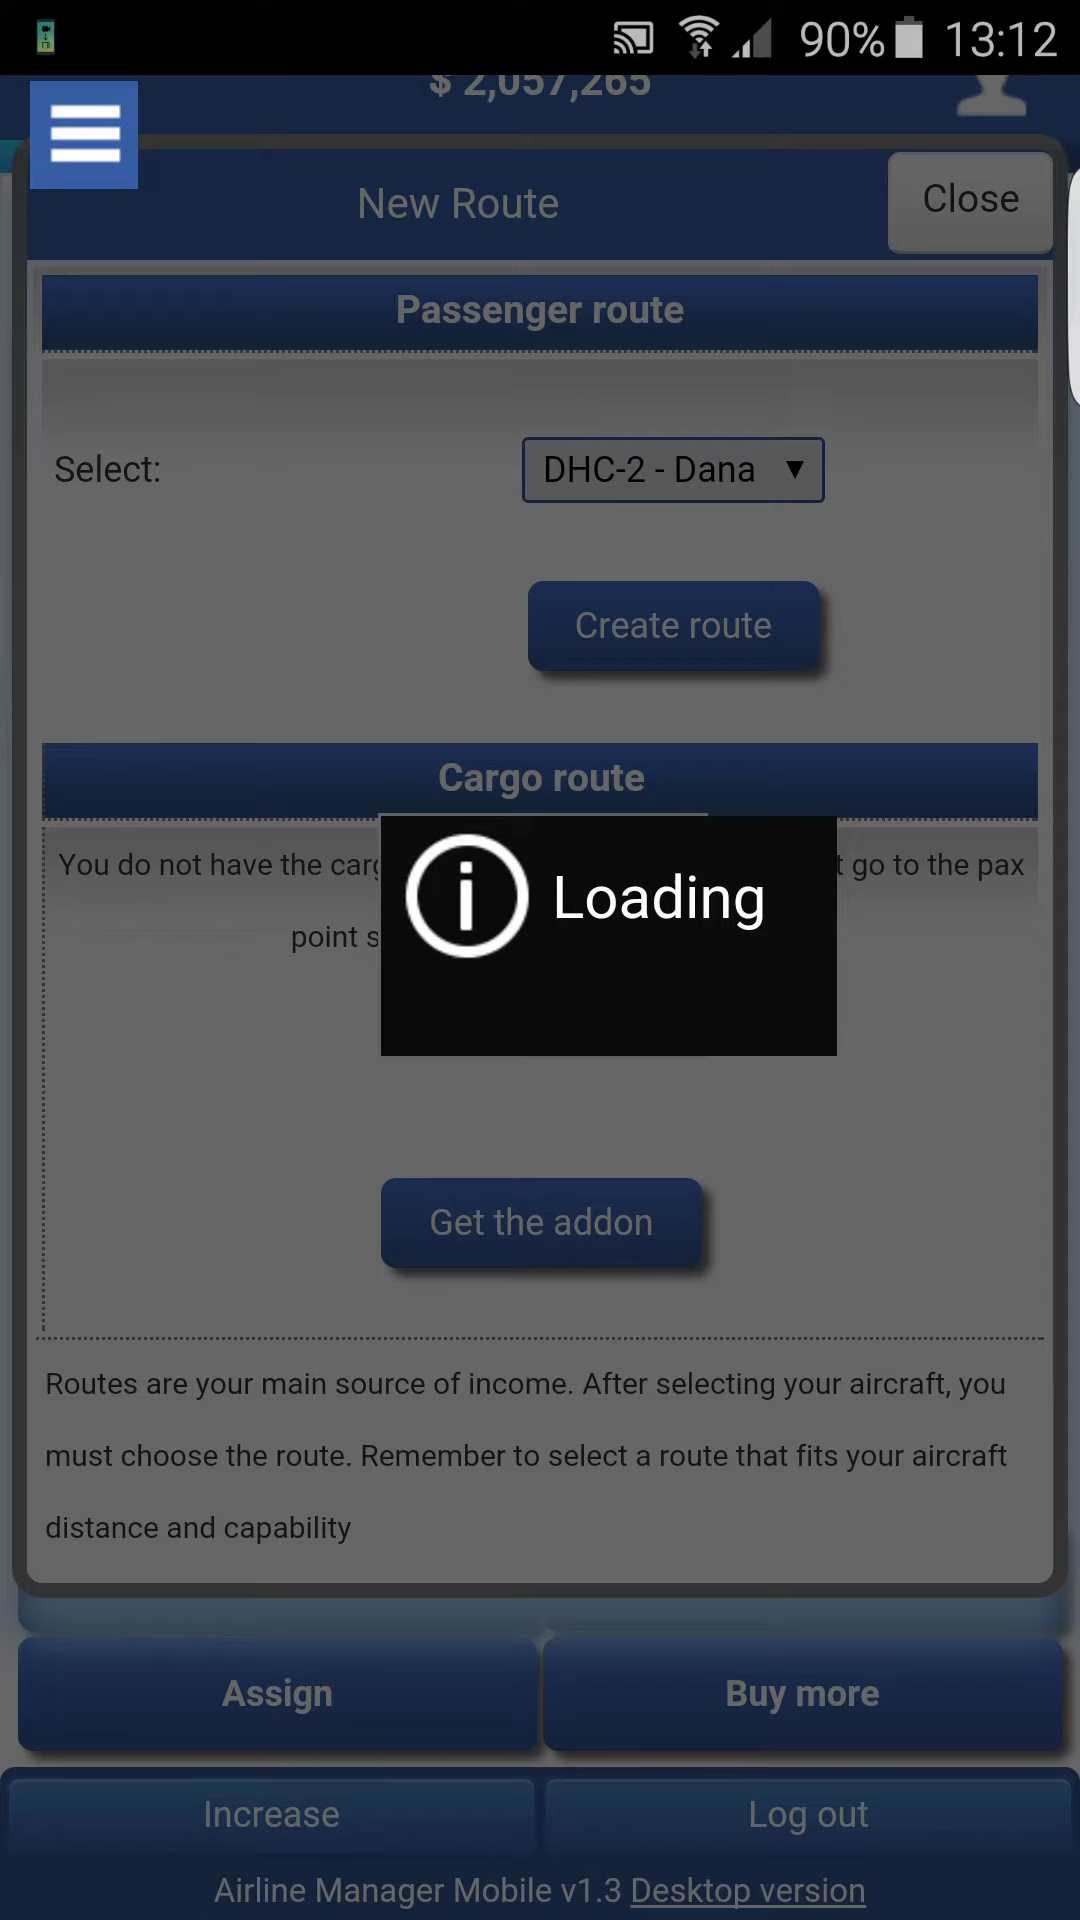 90% 13:12
$ 2,057,265
New Route
Close
Passenger route
Select:
DHC-2 - Dana ▼
Create route
Cargo route
You do not have the t go to the pax
point
Loading
Get the addon
Routes are your main source of income. After selecting your aircraft, you
must choose the route. Remember to select a route that fits your aircraft
distance and capability
Assign
Buy more
Increase
Log out
Airline Manager Mobile v1.3 Desktop version